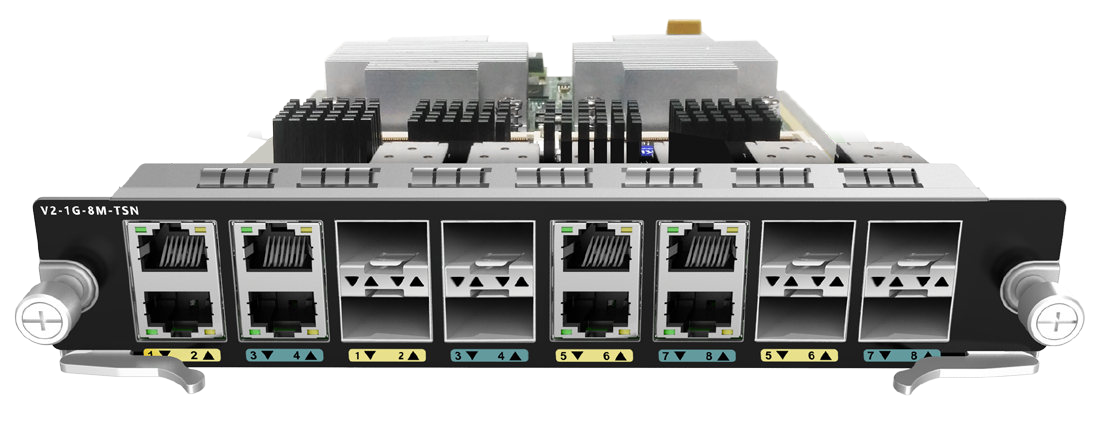 V2-1G-8M-TSN
1▼ 2▲ 3▼ 4▲ 1▼ 2▲ 3▼ 4▲ 5▼ 6▲ 7▼ 8▲ 5▼ 6▲ 7▼ 8▲